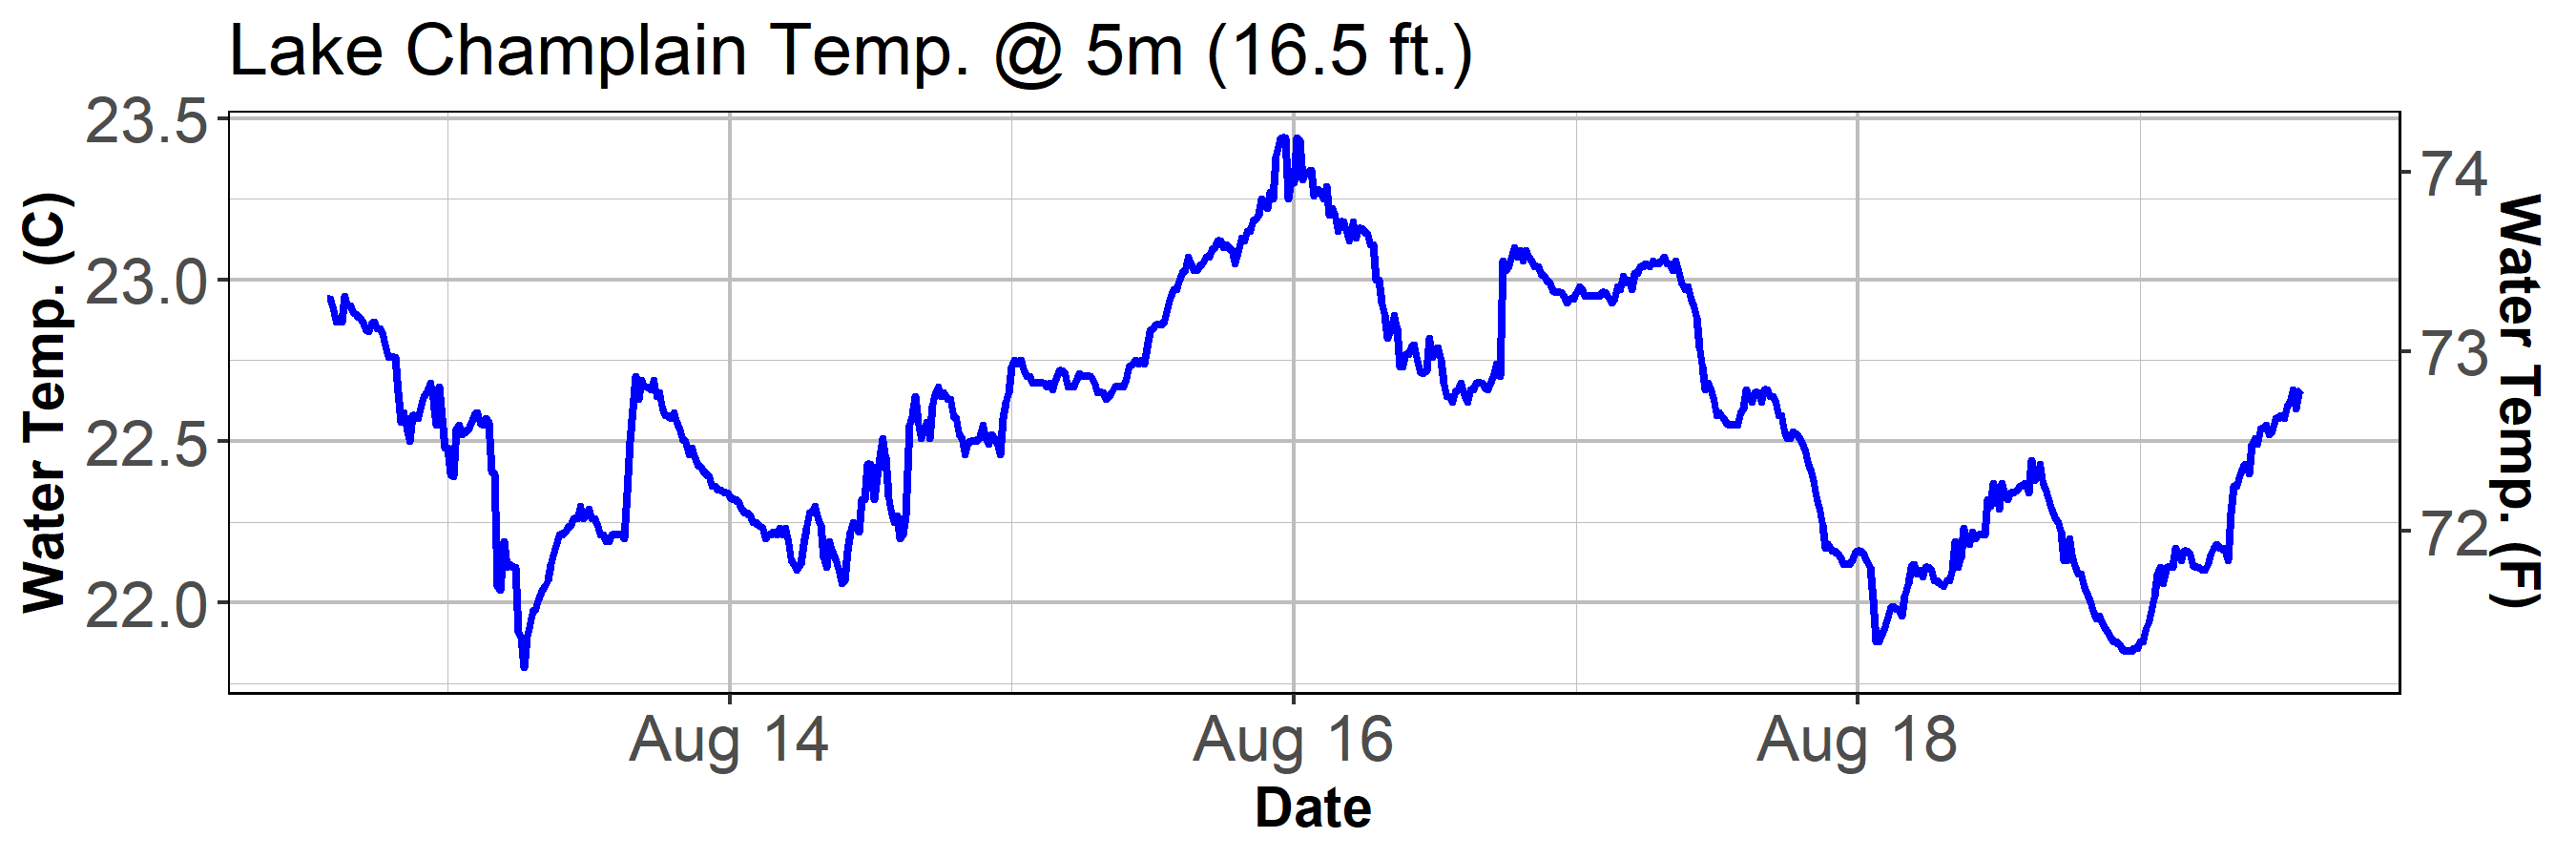 Lake Champlain Temp. @ 5m (16.5 ft.)
Water Temp. (C)
23.5
23.0
22.5
22.0
74
73
72
Water Temp. (F)
Aug 14
Aug 16
Aug 18
Date